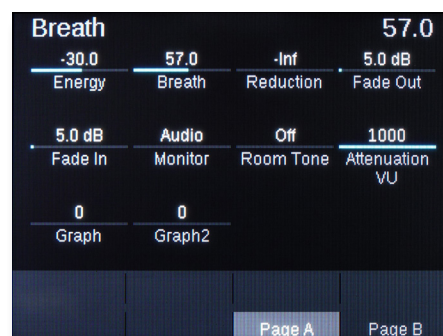 Breath 57.0
-30.0 57.0 -Inf 5.0 dB
Energy Breath Reduction Fade Out
5.0 dB Audio Off 1000
Fade In Monitor Room Tone Attenuation
VU
0 0
Graph Graph2
Page A Page B